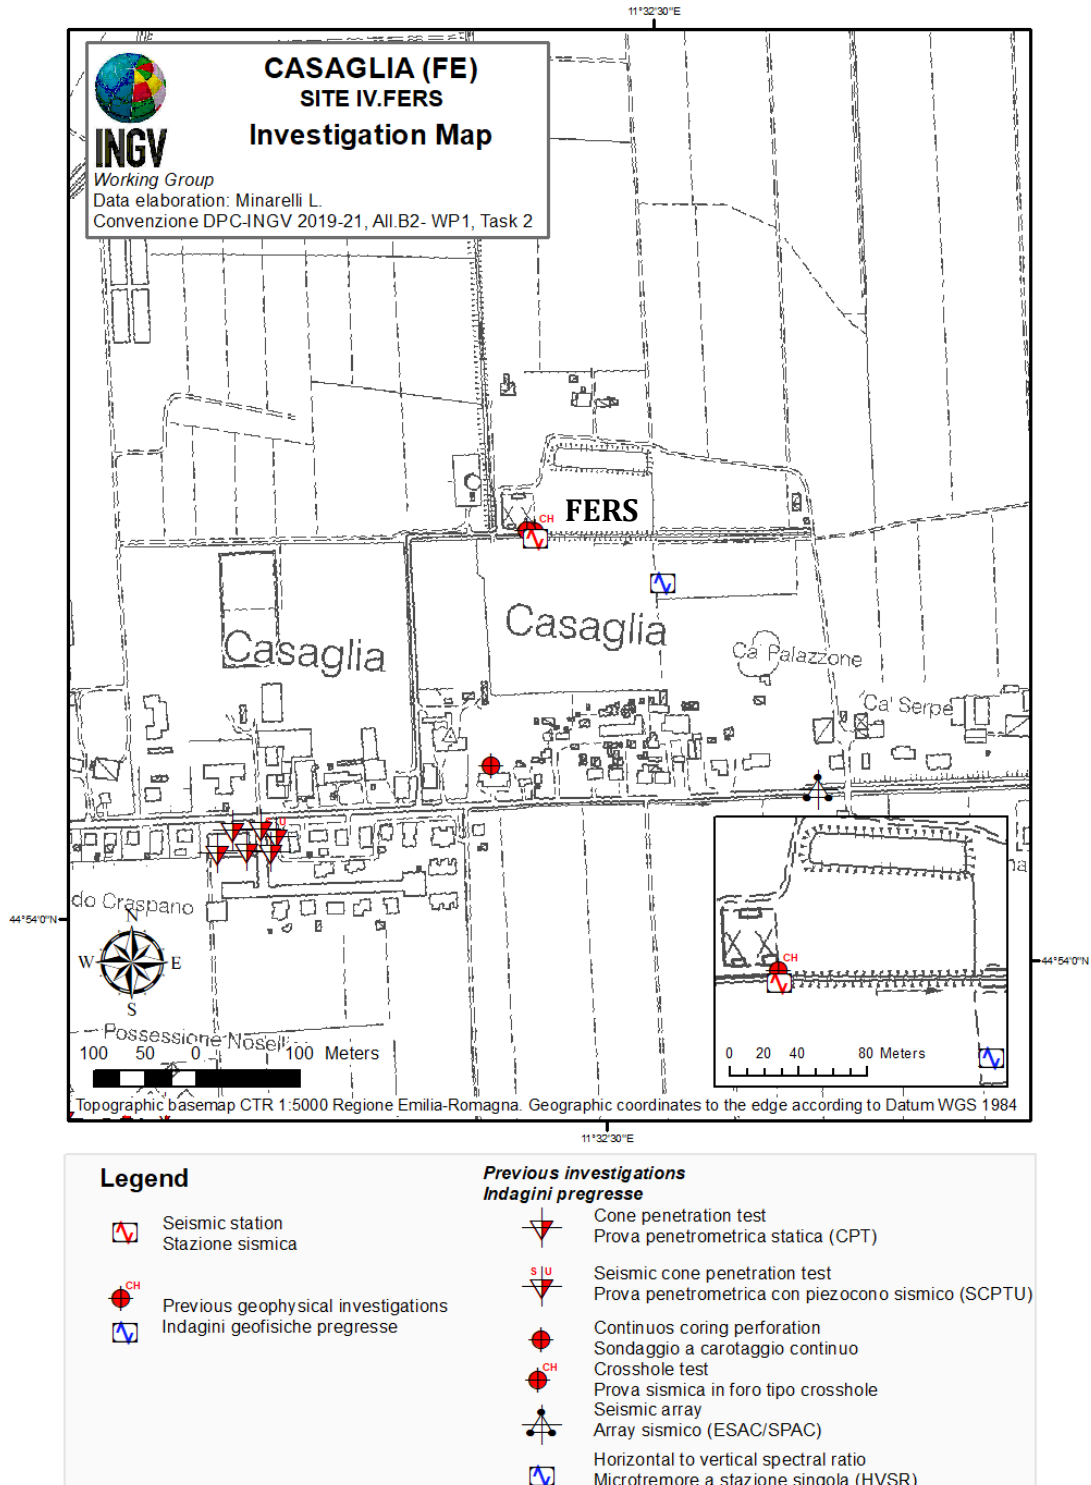 11°32'30"E
CASAGLIA (FE)
SITE IV.FERS
Investigation Map
INGV
Working Group
Data elaboration: Minarelli L.
Convenzione DPC-INGV 2019-21, All.B2- WP1, Task 2
CH
FERS
Casaglia
Casaglia
Ca' Palazzone
Ca' Serpe
U
do Craspano
44°54'0"N
N
W
E
S
CH
44°54'0"N
Possessione
100 50 0 100 Meters
0 20 40 80 Meters
Topographic basemap CTR 1:5000 Regione Emilia-Romagna. Geographic coordinates to the edge according to Datum WGS 1984
11°32'30"E
Legend
Seismic station
Stazione sismica
CH
Previous geophysical investigations
Indagini geofisiche pregresse
Previous investigations
Indagini pregresse
Cone penetration test
Prova penetrometrica statica (CPT)
S U
Seismic cone penetration test
Prova penetrometrica con piezocono sismico (SCPTU)
Continuos coring perforation
Sondaggio a carotaggio continuo
CH
Crosshole test
Prova sismica in foro tipo crosshole
Seismic array
Array sismico (ESAC/SPAC)
Horizontal to vertical spectral ratio
Microtremore a stazione singola (HVSR)